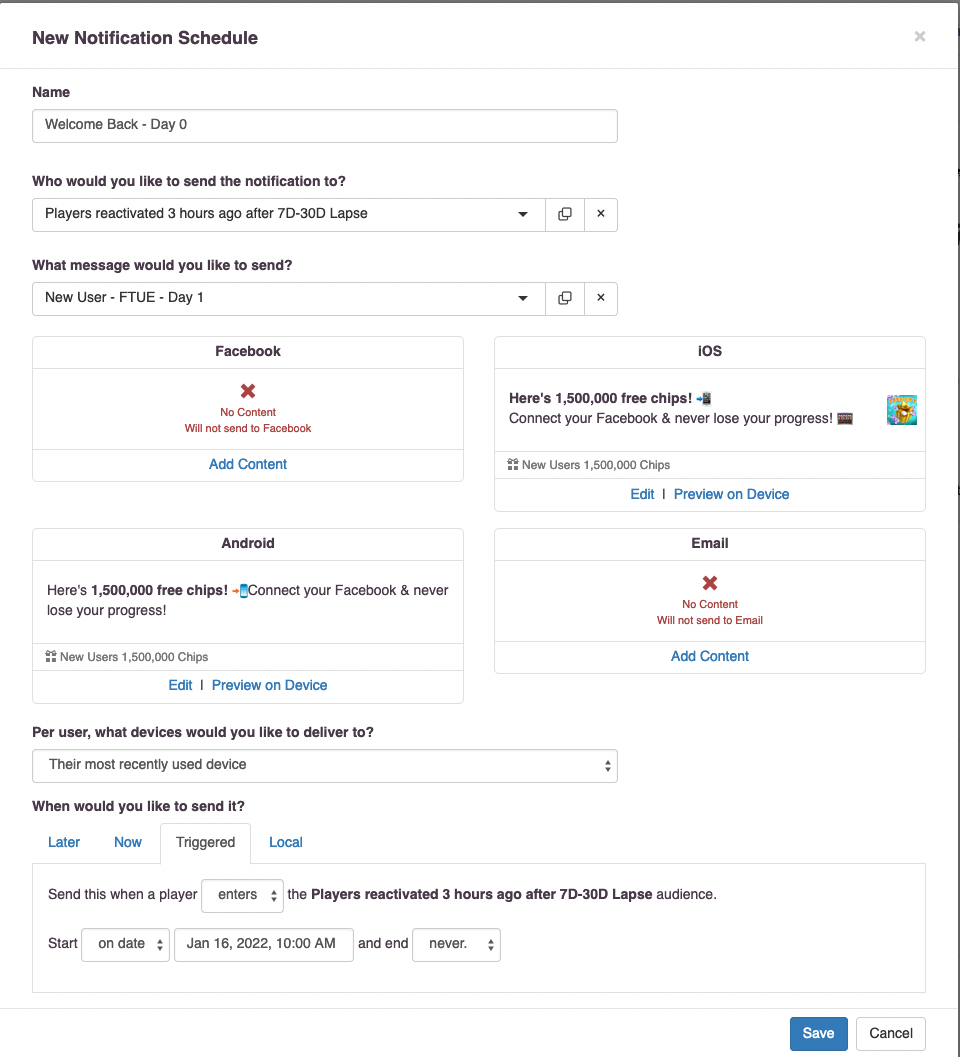 New Notification Schedule
×
Name
Welcome Back - Day 0
Who would you like to send the notification to?
Players reactivated 3 hours ago after 7D-30D Lapse
What message would you like to send?
New User - FTUE - Day 1
Facebook
No Content
Will not send to Facebook
Add Content
iOS
Here's 1,500,000 free chips! 📲
Connect your Facebook & never lose your progress! 🎰
New Users 1,500,000 Chips
Edit | Preview on Device
Android
Here's 1,500,000 free chips! 📲Connect your Facebook & never
lose your progress!
New Users 1,500,000 Chips
Edit | Preview on Device
Email
No Content
Will not send to Email
Add Content
Per user, what devices would you like to deliver to?
Their most recently used device
When would you like to send it?
Later Now Triggered Local
Send this when a player enters the Players reactivated 3 hours ago after 7D-30D Lapse audience.
Start on date Jan 16, 2022, 10:00 AM and end never.
Save Cancel